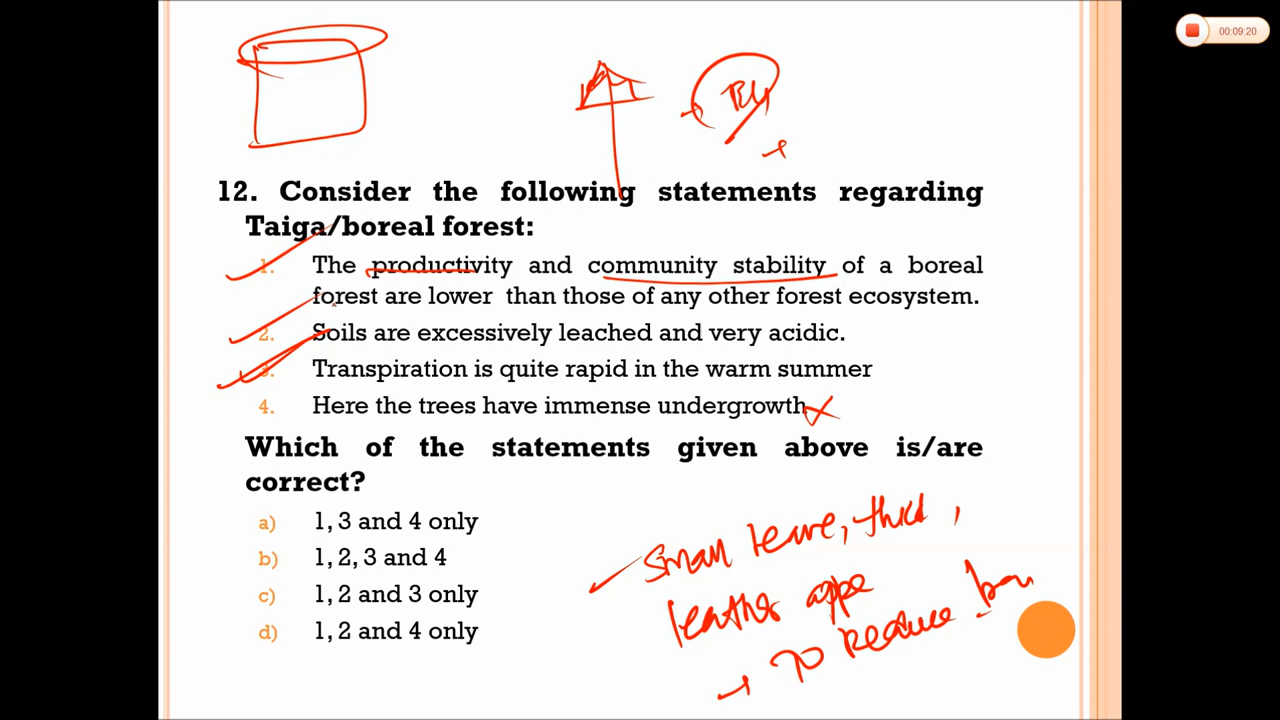 00:09:20
12. Consider the following statements regarding
Taiga/boreal forest:
1. The productivity and community stability of a boreal
forest are lower than those of any other forest ecosystem.
2. Soils are excessively leached and very acidic.
3. Transpiration is quite rapid in the warm summer
4. Here the trees have immense undergrowth
Which of the statements given above is/are
correct?
a) 1, 3 and 4 only
b) 1, 2, 3 and 4
c) 1, 2 and 3 only
d) 1, 2 and 4 only
Small leave, thick,
To Reduce